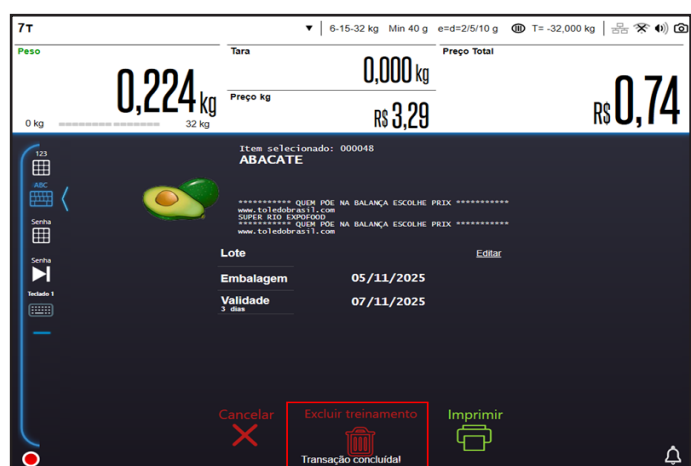 7T
▼ 6-15-32 kg Min 40 g e=d=2/5/10 g T= -32,000 kg
Peso
0,224 kg
0 kg
32 kg
Tara
0,000 kg
Preço kg
R$ 3,29
Preço Total
R$ 0,74
123
ABC
Senha
Senha
Teclado 1
Item selecionado: 000048
ABACATE
*********** QUEM PÕE NA BALANÇA ESCOLHE PRIX ***********
www.toledobrasil.com
SUPER RIO EXPOFOOD
*********** QUEM PÕE NA BALANÇA ESCOLHE PRIX ***********
www.toledobrasil.com
Lote Editar
Embalagem 05/11/2025
Validade 07/11/2025
3 dias
Cancelar
Excluir treinamento
Transação concluída!
Imprimir